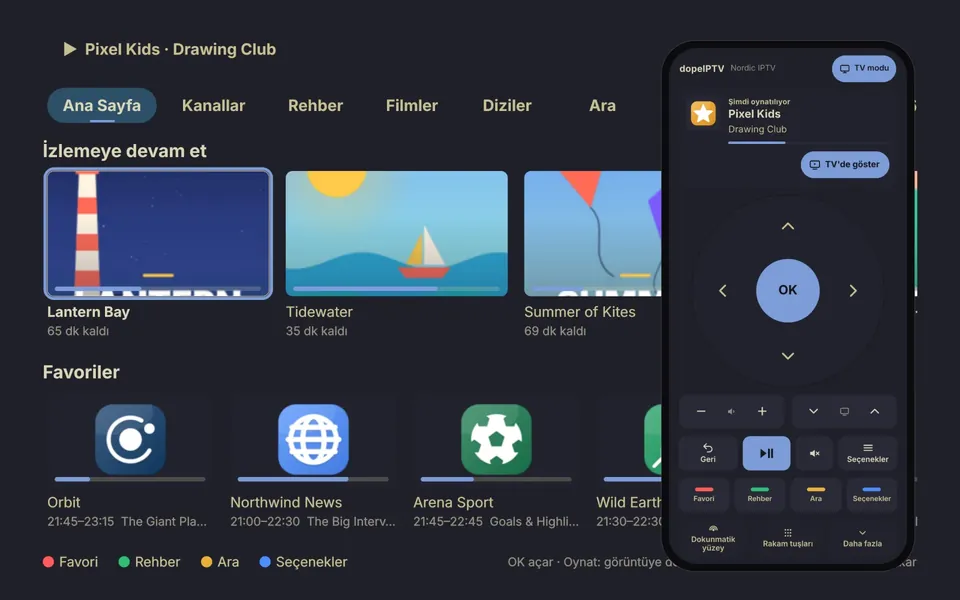 Pixel Kids · Drawing Club
Ana Sayfa
Kanallar
Rehber
Filmler
Diziler
Ara
İzlemeye devam et
Lantern Bay
65 dk kaldı
Tidewater
35 dk kaldı
Summer of Kites
69 dk kaldı
Favoriler
Orbit
21:45–23:15 The Giant Pla...
Northwind News
21:00–22:30 The Big Interv...
Arena Sport
21:45–22:45 Goals & Highli...
Wild Earth
21:30–22:30
Favori
Rehber
Ara
Seçenekler
OK açar · Oynat: görüntüye
dopeIPTV
Nordic IPTV
TV modu
Şimdi oynatılıyor
Pixel Kids
Drawing Club
TV'de göster
OK
Geri
Seçenekler
Favori
Rehber
Ara
Seçenekler
Dokunmatik
yüzey
Rakam tuşları
Daha fazla